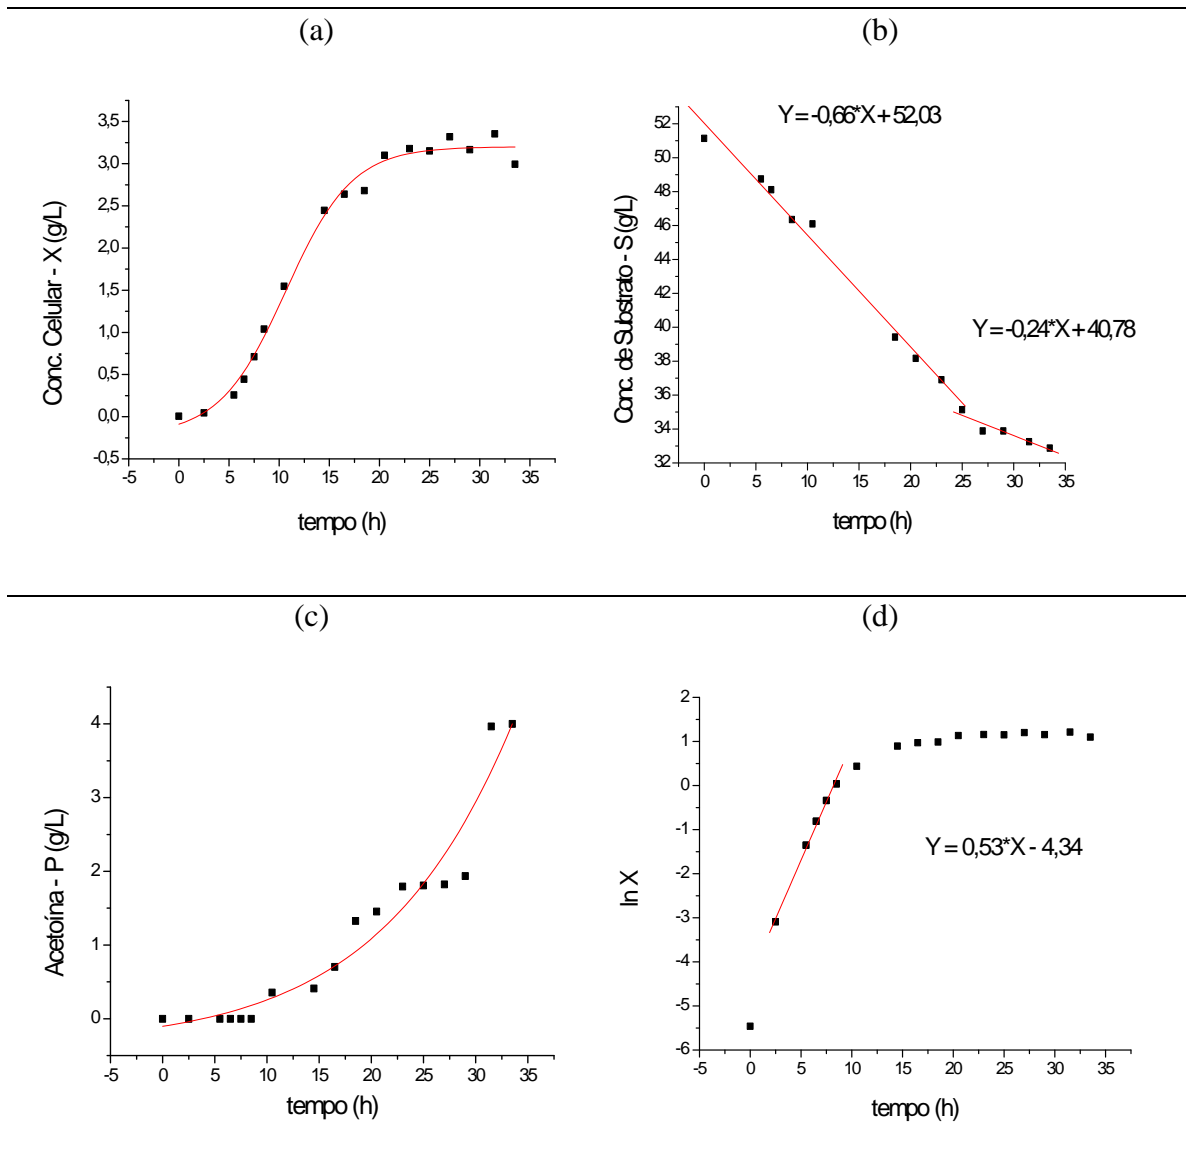 (a)
(b)
3,5
3,0
2,5
2,0
1,5
1,0
0,5
0,0
-0,5
-5 0 5 10 15 20 25 30 35
Conc. Celular - X (g/L)
tempo (h)
Y = -0,66*X + 52,03
Y = -0,24*X + 40,78
52
50
48
46
44
42
40
38
36
34
32
0 5 10 15 20 25 30 35
Conc. de Substrato - S (g/L)
tempo (h)
(c)
(d)
4
3
2
1
0
-5 0 5 10 15 20 25 30 35
Acetoína - P (g/L)
tempo (h)
2
1
0
-1
-2
-3
-4
-5
-6
Y = 0,53*X - 4,34
-5 0 5 10 15 20 25 30 35
ln X
tempo (h)